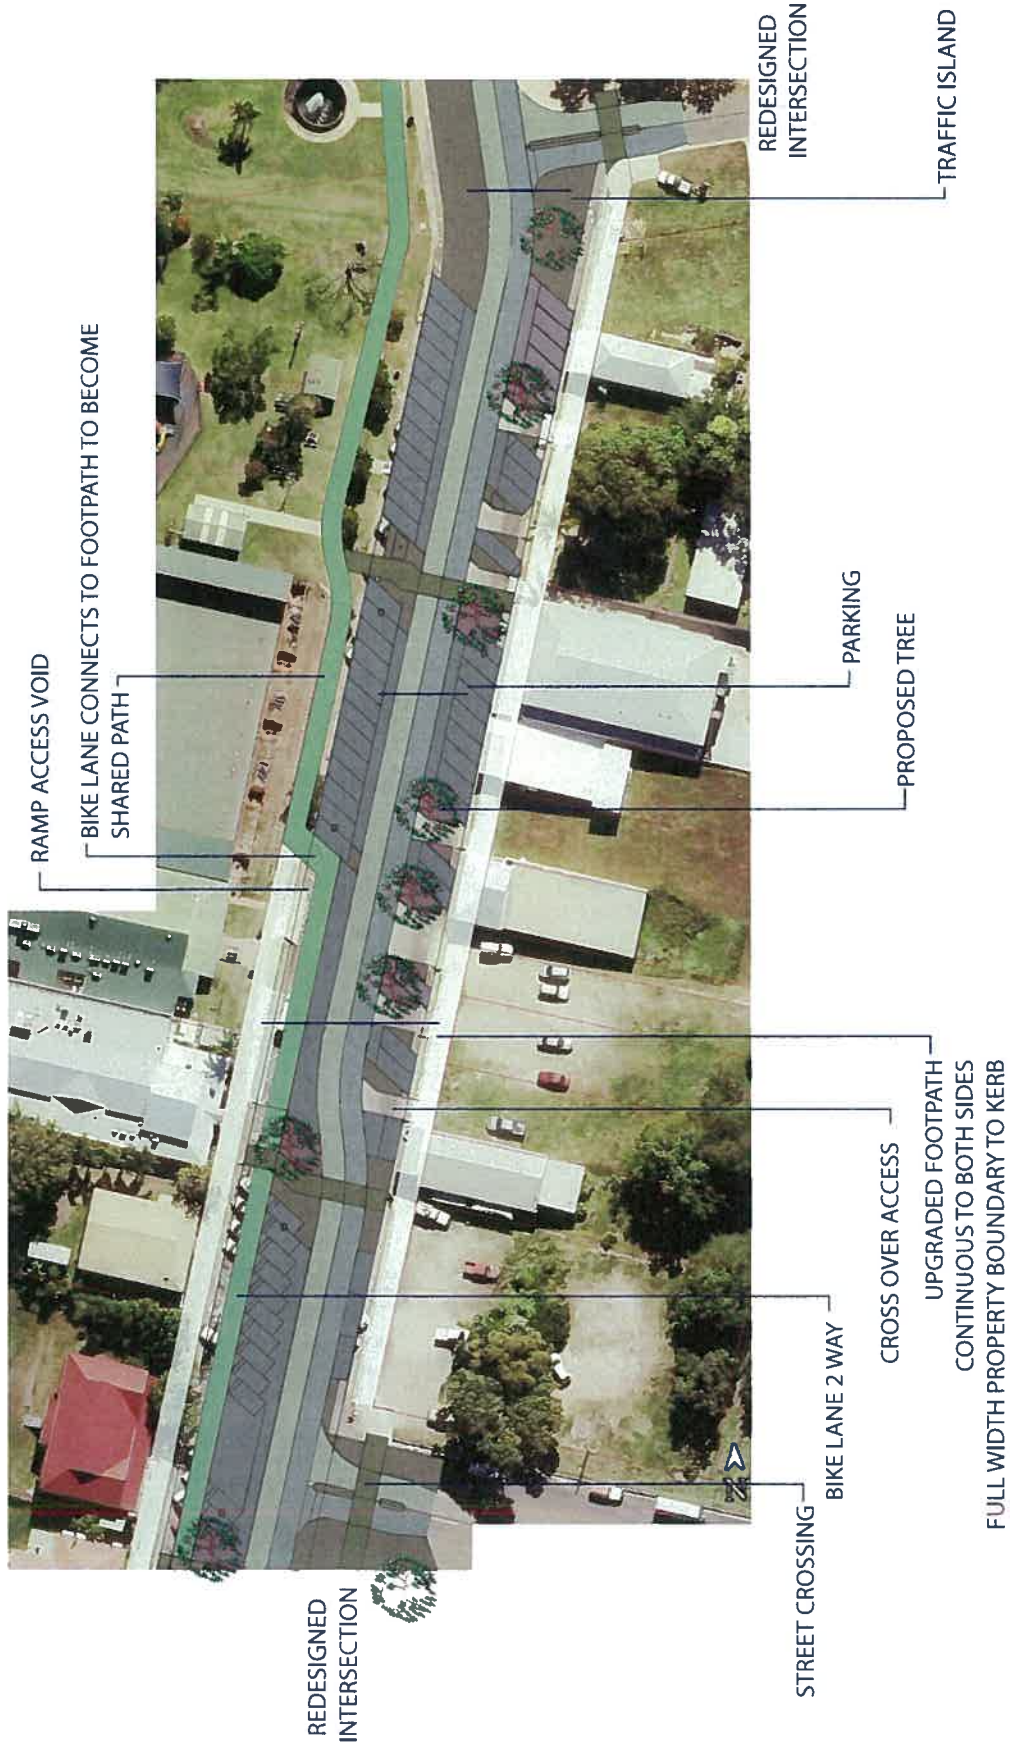 RAMP ACCESS VOID
BIKE LANE CONNECTS TO FOOTPATH TO BECOME
SHARED PATH
REDESIGNED
INTERSECTION
TRAFFIC ISLAND
PARKING
PROPOSED TREE
UPGRADED FOOTPATH
CONTINUOUS TO BOTH SIDES
FULL WIDTH PROPERTY BOUNDARY TO KERB
CROSS OVER ACCESS
BIKE LANE 2 WAY
STREET CROSSING
REDESIGNED
INTERSECTION